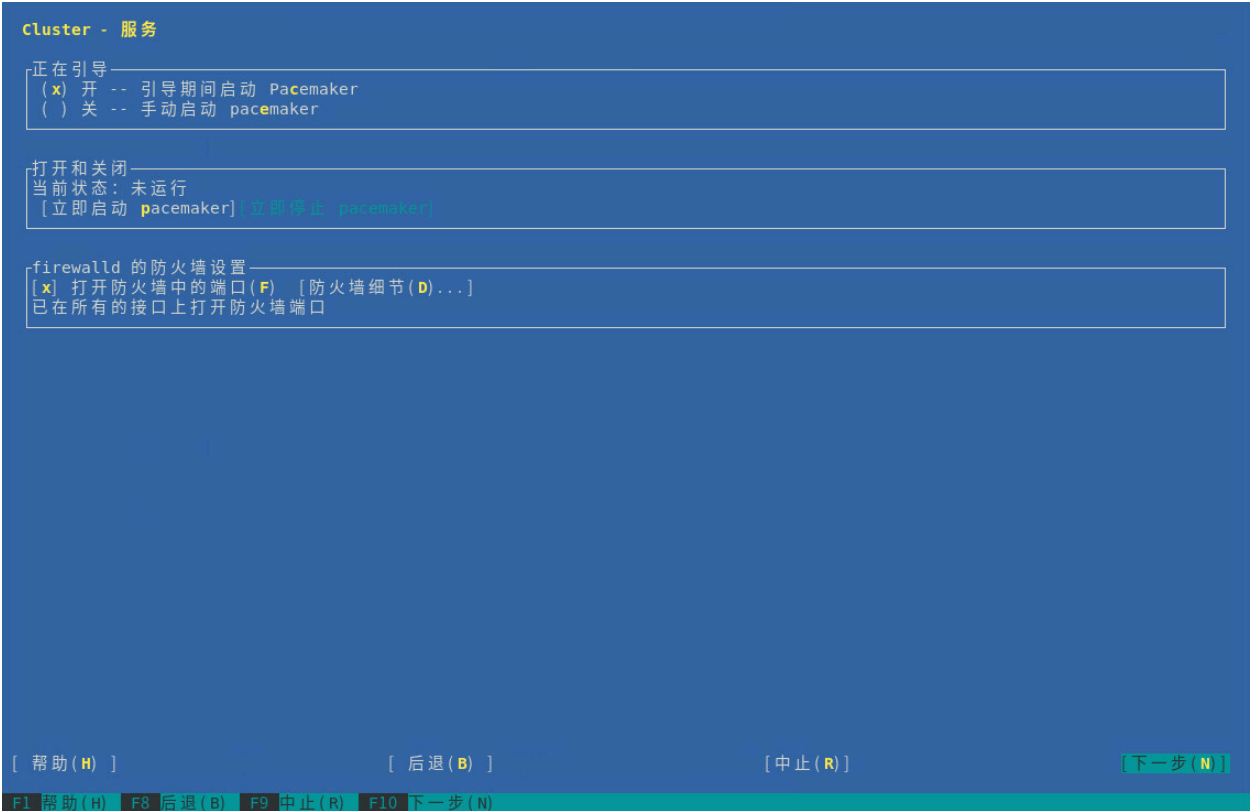 Cluster - 服务
正在引导
(x) 开 -- 引导期间启动 Pacemaker
( ) 关 -- 手动启动 pacemaker
打开和关闭
当前状态: 未运行
[立即启动 pacemaker][立即停止 pacemaker]
firewalld 的防火墙设置
[x] 打开防火墙中的端口(F) [防火墙细节(D)...]
已在所有的接口上打开防火墙端口
[ 帮助(H) ] [ 后退(B) ] [中止(R)] [下一步(N)]
F1 帮助(H) F8 后退(B) F9 中止(R) F10 下一步(N)